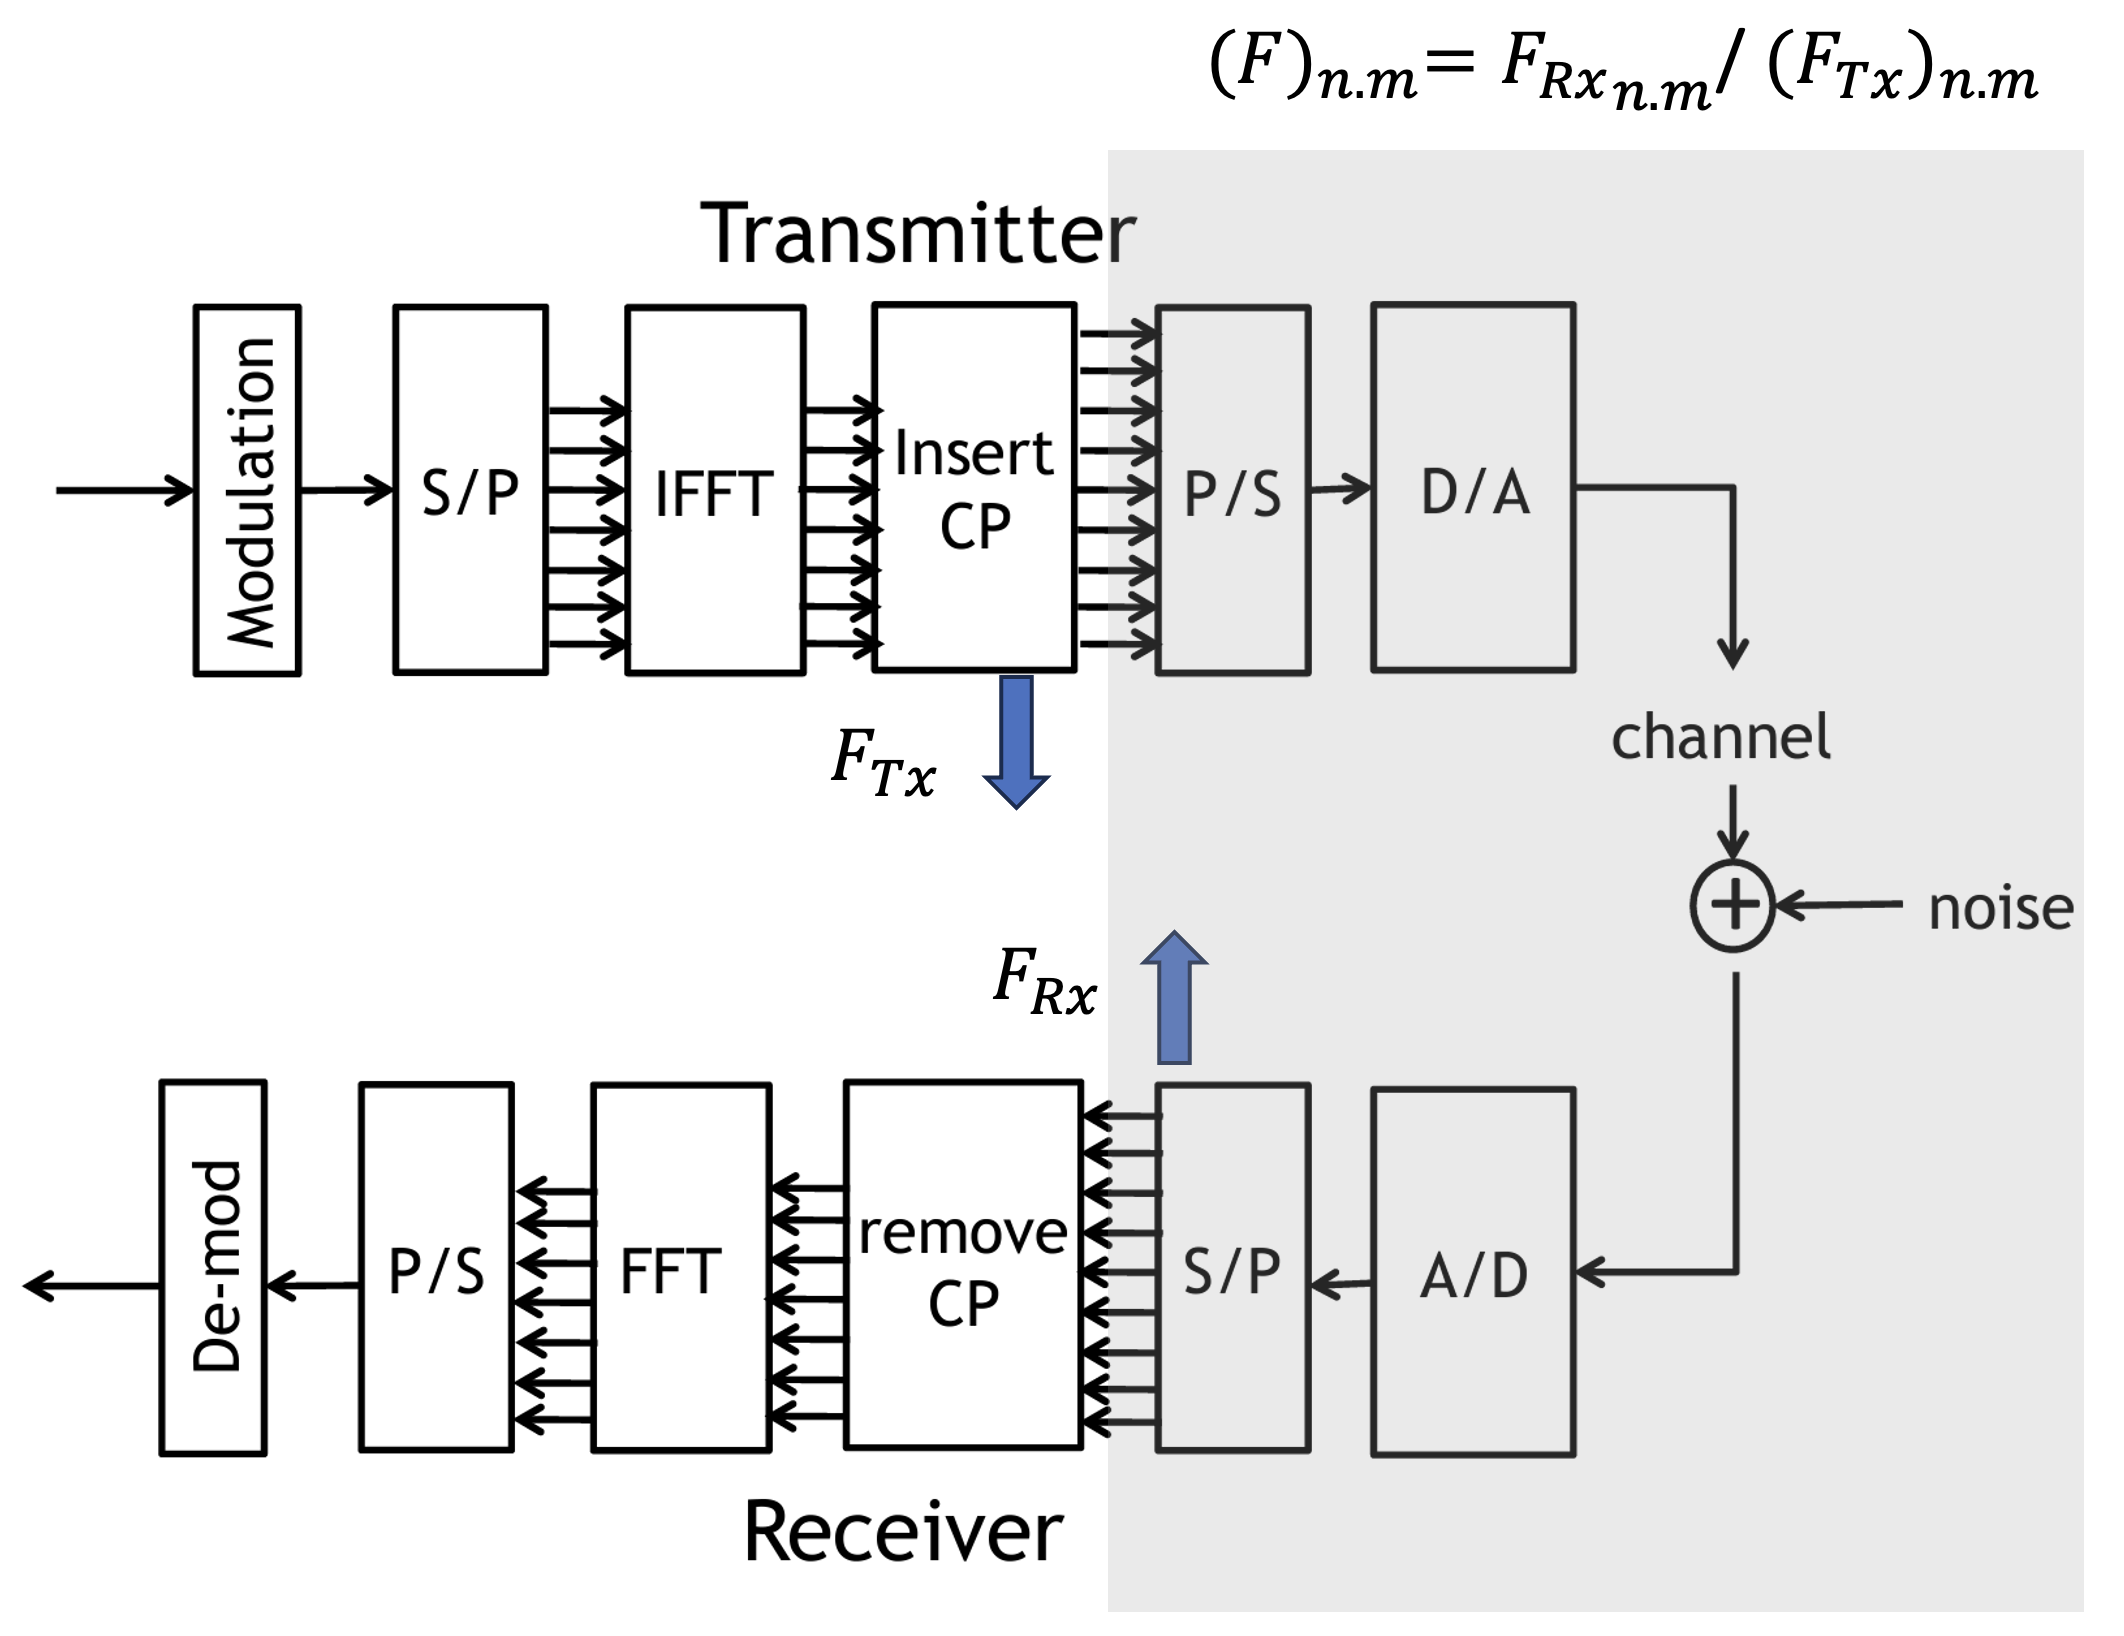 (F)n.m= FRxn.m/ (FTx)n.m
Transmitter
Modulation
S/P
IFFT
Insert
CP
P/S
D/A
FTx
channel
noise
FRx
De-mod
P/S
FFT
remove
CP
S/P
A/D
Receiver